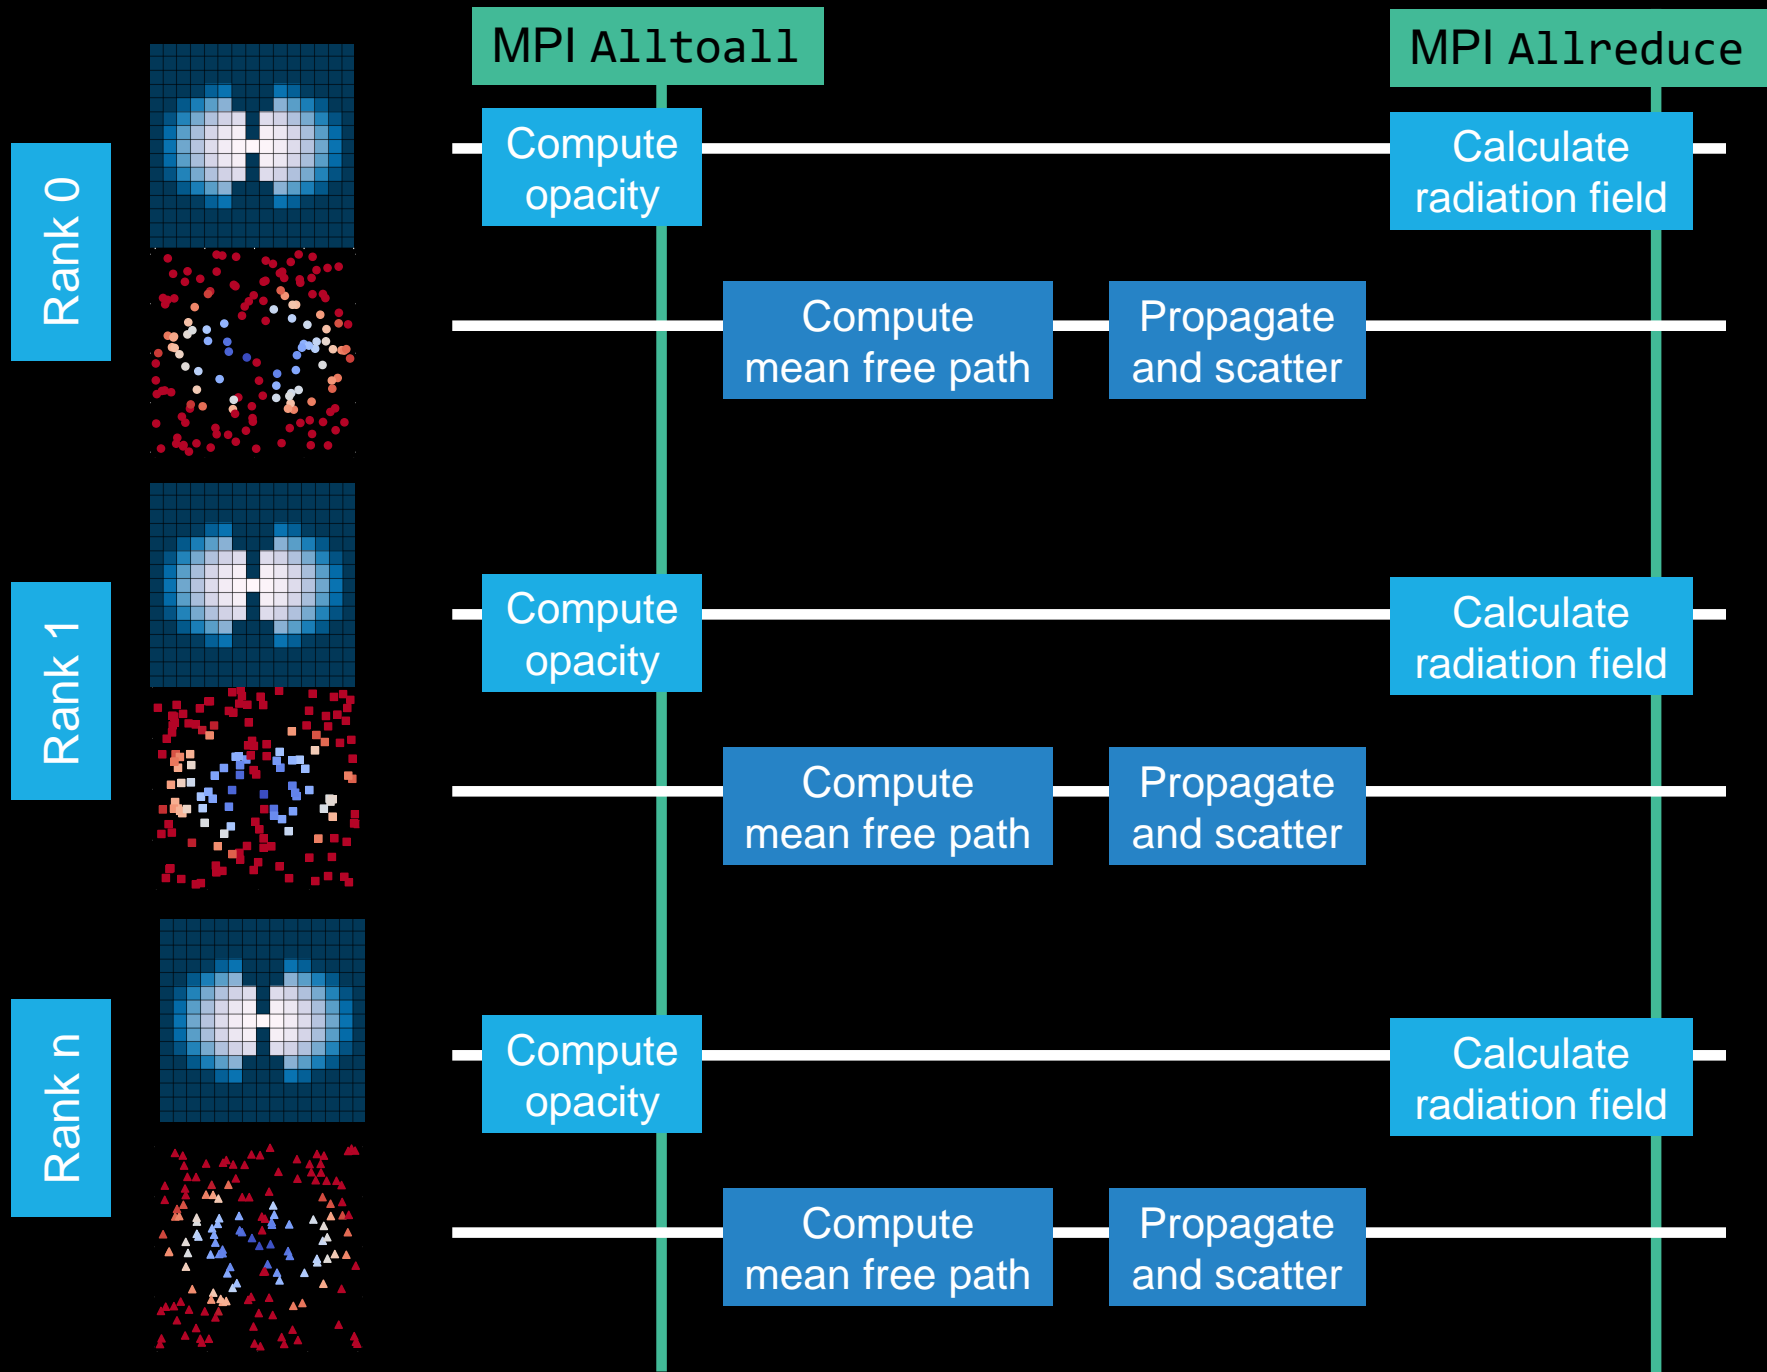 MPI Alltoall
MPI Allreduce
Rank 0
Compute
opacity
Calculate
radiation field
Compute
mean free path
Propagate
and scatter
Rank 1
Compute
opacity
Calculate
radiation field
Compute
mean free path
Propagate
and scatter
Rank n
Compute
opacity
Calculate
radiation field
Compute
mean free path
Propagate
and scatter